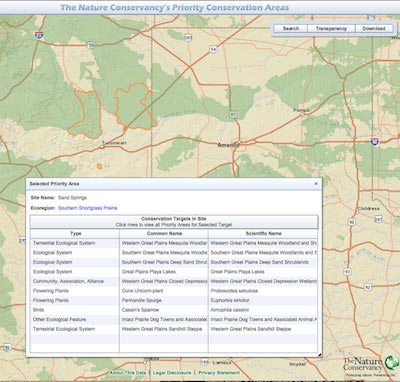 The Nature Conservancy's Priority Conservation Areas
Search Transparency Download
Pampa
Amarillo
Tucumcari
Childress
Selected Priority Area x
Site Name: Sand Springs
Ecoregion: Southern Shortgrass Prairie
Conservation Targets in Site
Click rows to view all Priority Areas for Selected Target
Type Common Name Scientific Name
Terrestrial Ecological System Western Great Plains Mesquite Woodlar Western Great Plains Mesquite Woodland and Sh
Ecological System Southern Great Plains Mesquite Woodla Southern Great Plains Mesquite Woodland and S
Ecological System Southern Great Plains Deep Sand Shrub Southern Great Plains Deep Sand Shrublands
Ecological System Great Plains Playa Lakes Great Plains Playa Lakes
Community, Association, Alliance Western Great Plains Closed Depression Western Great Plains Closed Depression Wetland
Flowering Plants Dune Unicorn-plant Proboscidea sabulosa
Flowering Plants Panhandle Spurge Euphorbia strictior
Birds Cassin's Sparrow Aimophila cassinii
Other Ecological Feature Intact Prairie Dog Towns and Associated Intact Prairie Dog Towns and Associated Animal A
Terrestrial Ecological System Western Great Plains Sandhill Steppe Western Great Plains Sandhill Steppe
The Nature
Conservancy
Protecting nature. Preserving life.
About This Data | Legal Disclosure | Privacy Statement
Snyder